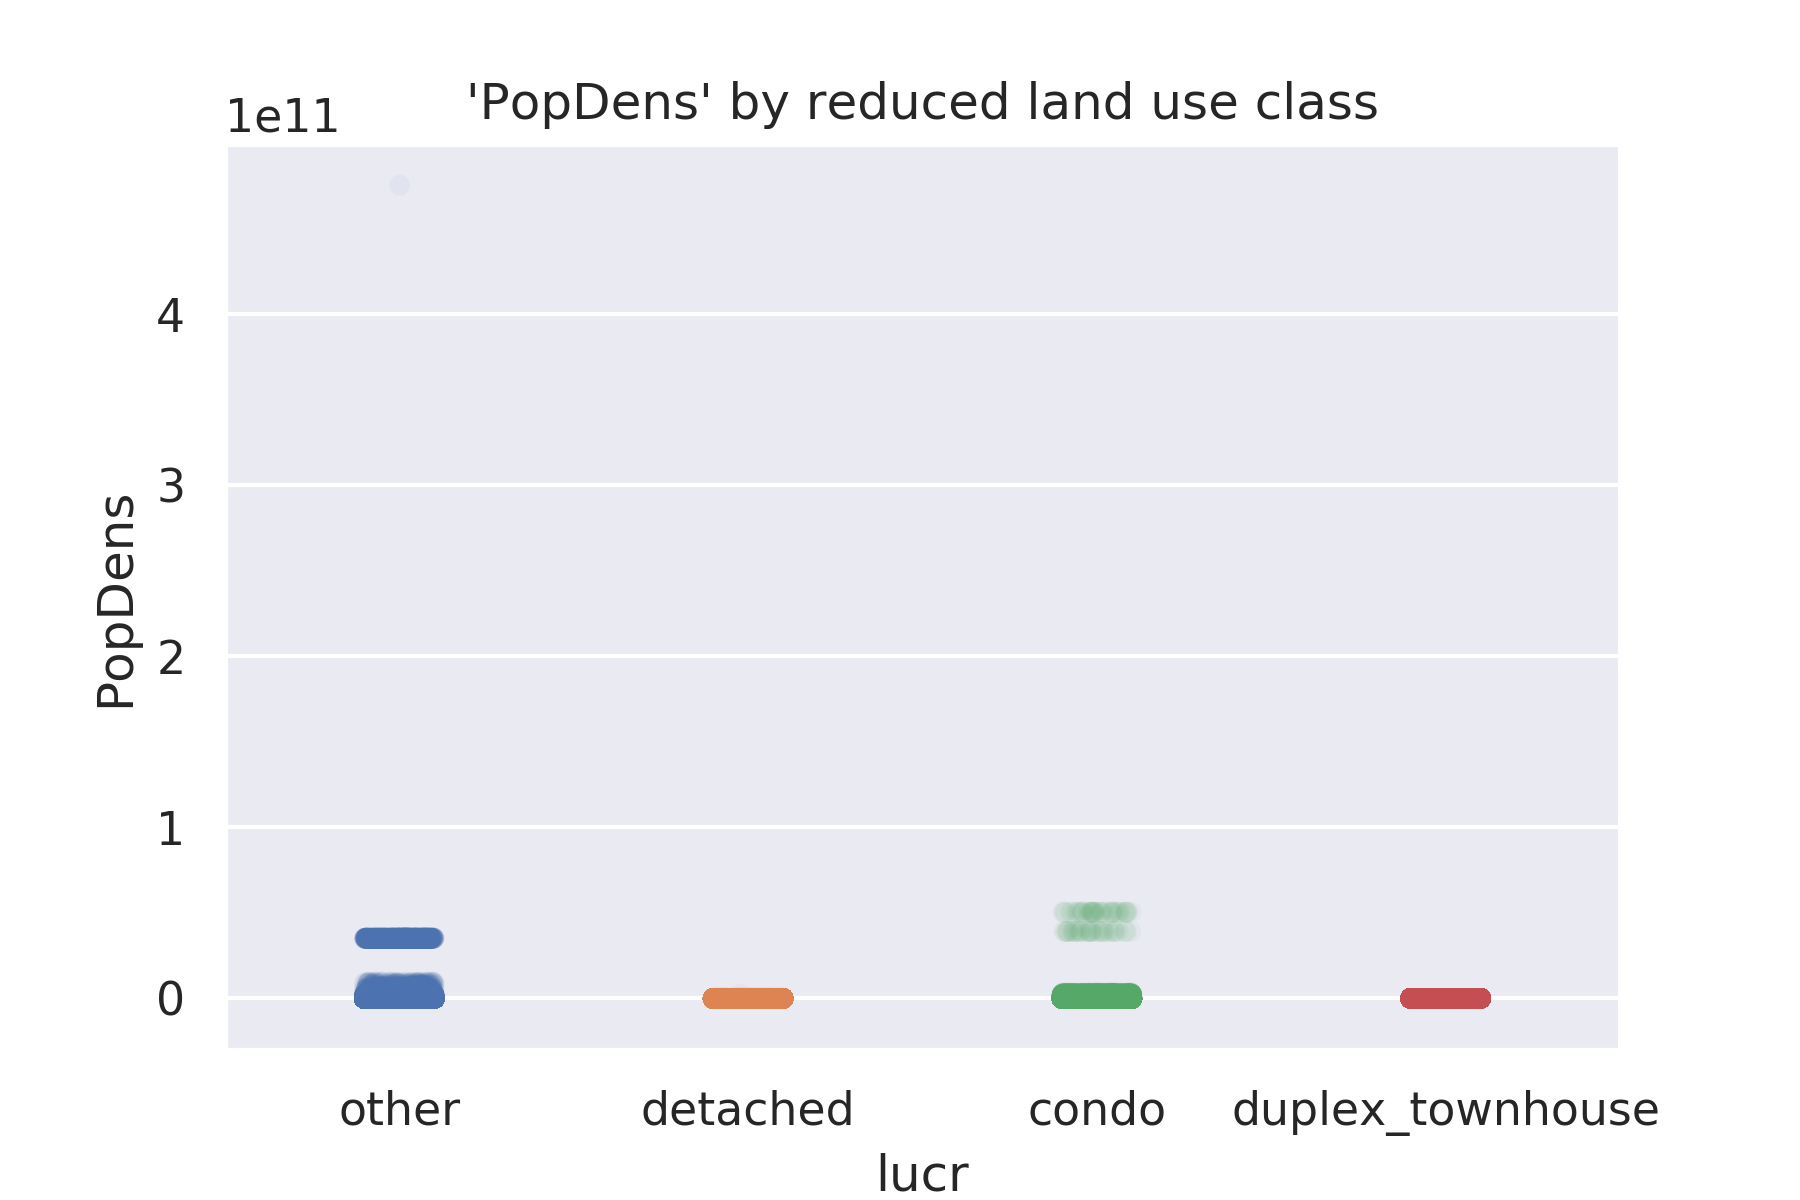 'PopDens' by reduced land use class
1e11
4
3
2
1
0
PopDens
other
detached
condo
duplex_townhouse
lucr